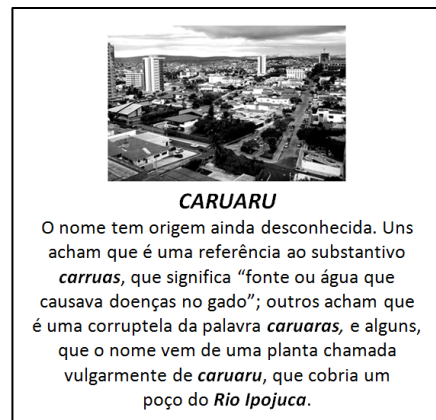 CARUARU
O nome tem origem ainda desconhecida. Uns
acham que é uma referência ao substantivo
carruas, que significa “fonte ou água que
causava doenças no gado”; outros acham que
é uma corruptela da palavra caruaras, e alguns,
que o nome vem de uma planta chamada
vulgarmente de caruaru, que cobria um
poço do Rio Ipojuca.